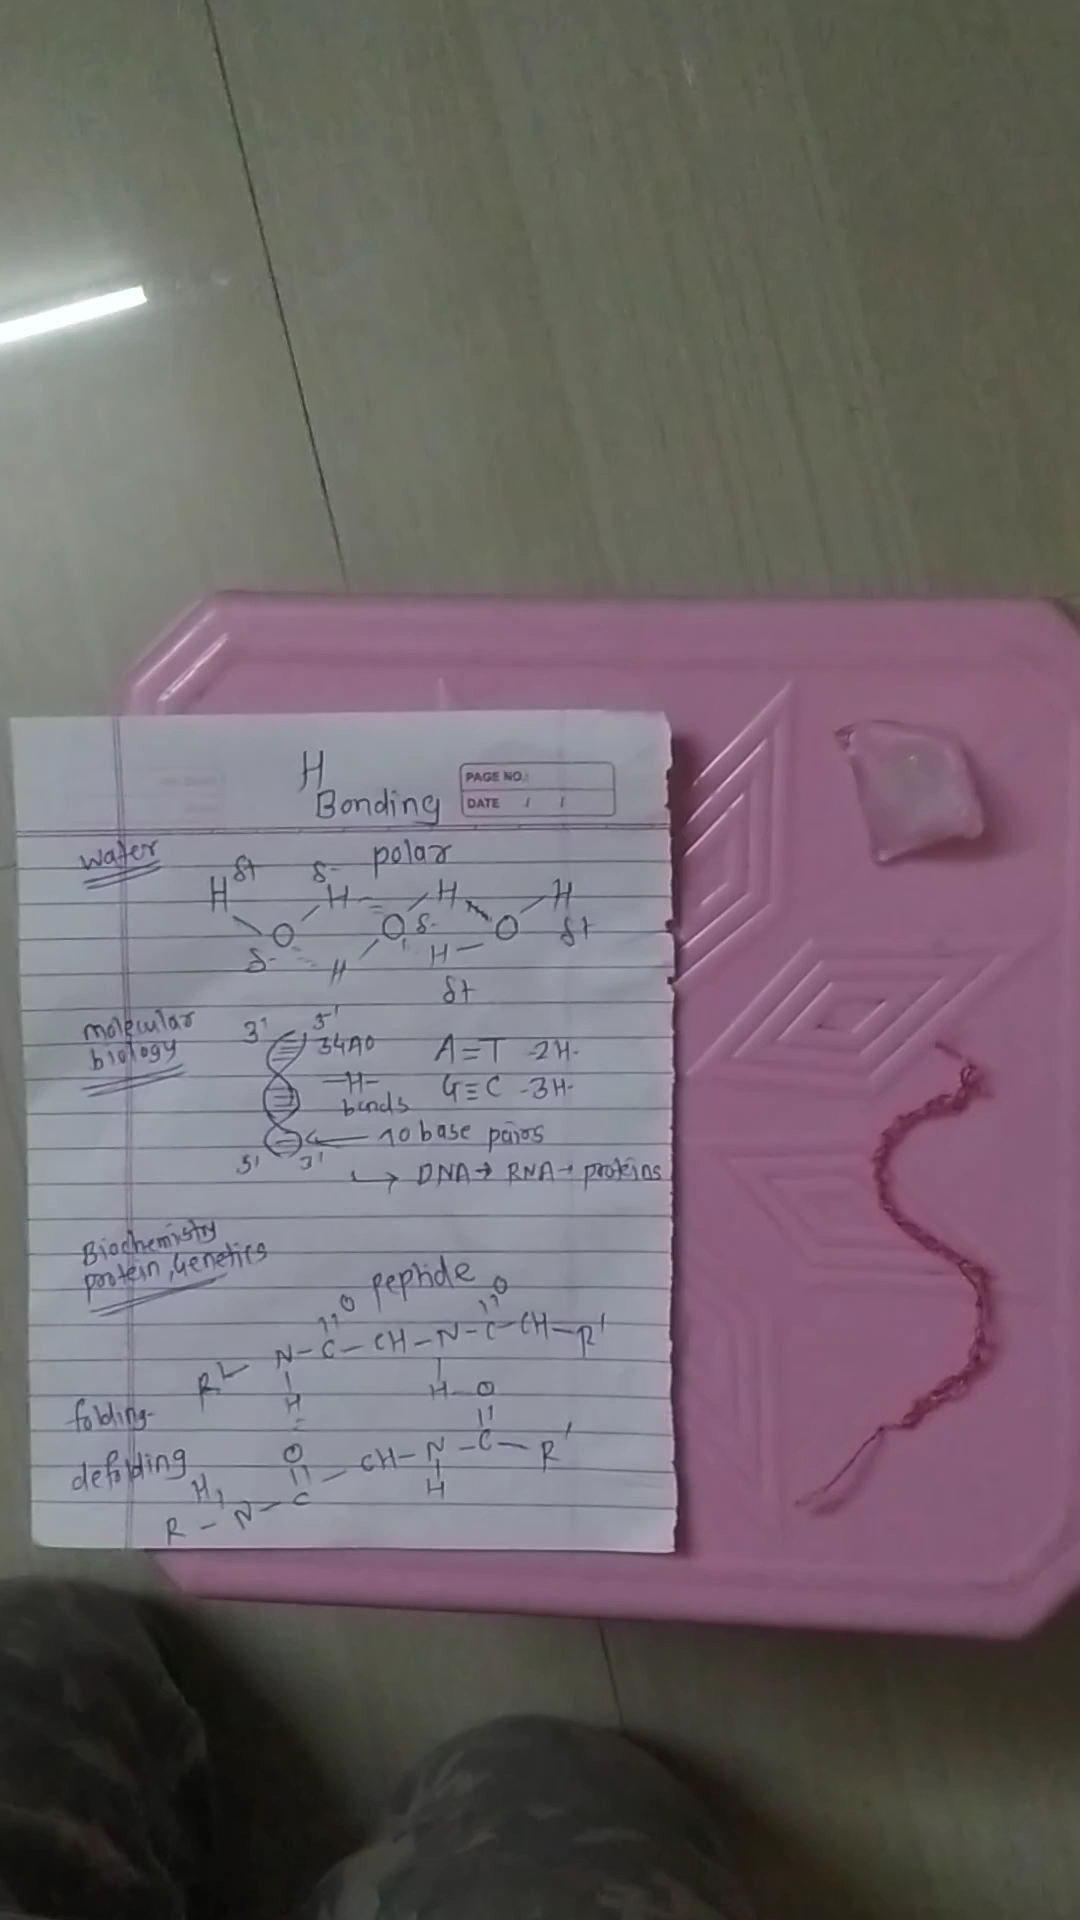 H
Bonding
PAGE NO.:
DATE / /
water
polar
H δ+ δ- H H H
O O δ- O δ+
δ- H H
δ+
molecular
biology
3' 5'
34A0 A=T -2H-
-H- G≡C -3H-
bonds
10 base pairs
5' 3'
→ DNA → RNA → proteins
Biochemistry
protein, Genetics
peptide
O O
R N-C-CH-N-C-CH-R'
H H-O
folding-
O CH-N-C-R'
defolding
H H
R-N-C